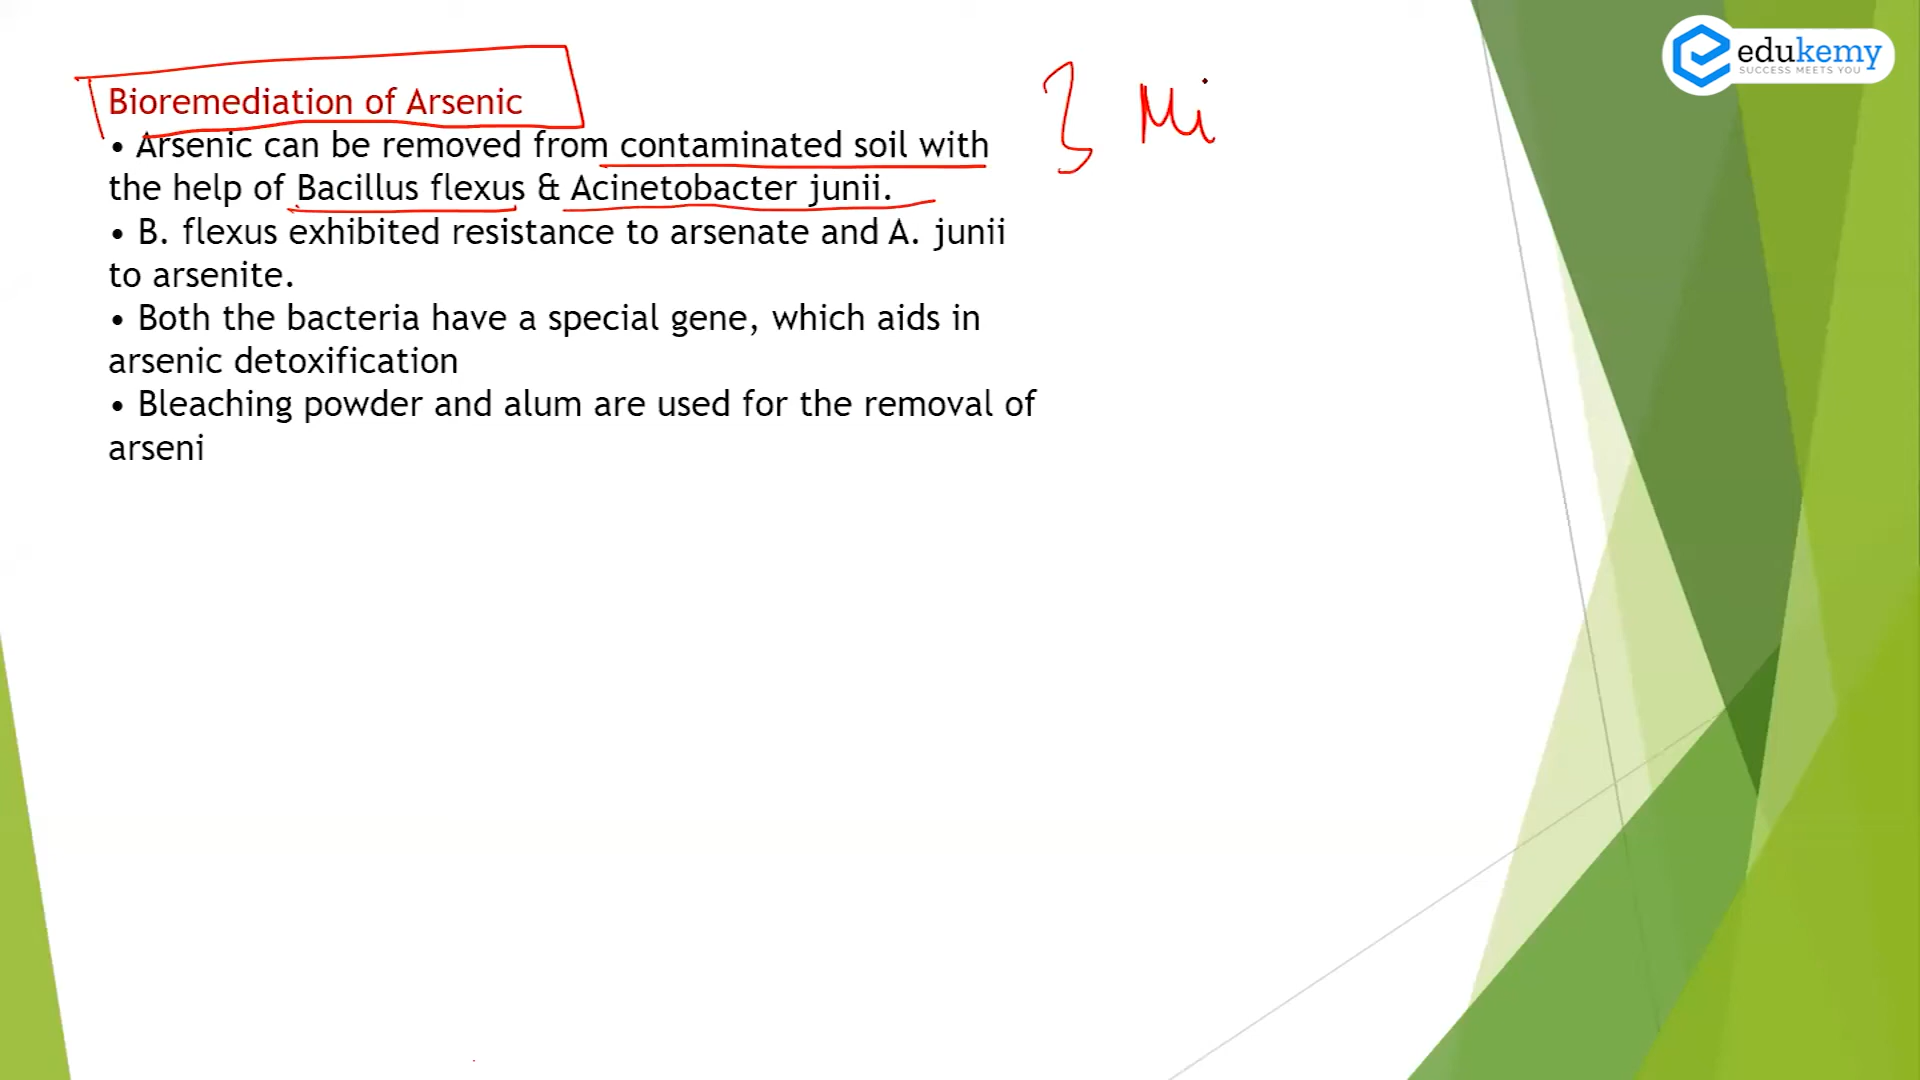 edukemy
SUCCESS MEETS YOU
Bioremediation of Arsenic
• Arsenic can be removed from contaminated soil with
the help of Bacillus flexus & Acinetobacter junii.
• B. flexus exhibited resistance to arsenate and A. junii
to arsenite.
• Both the bacteria have a special gene, which aids in
arsenic detoxification
• Bleaching powder and alum are used for the removal of
arseni
Mi